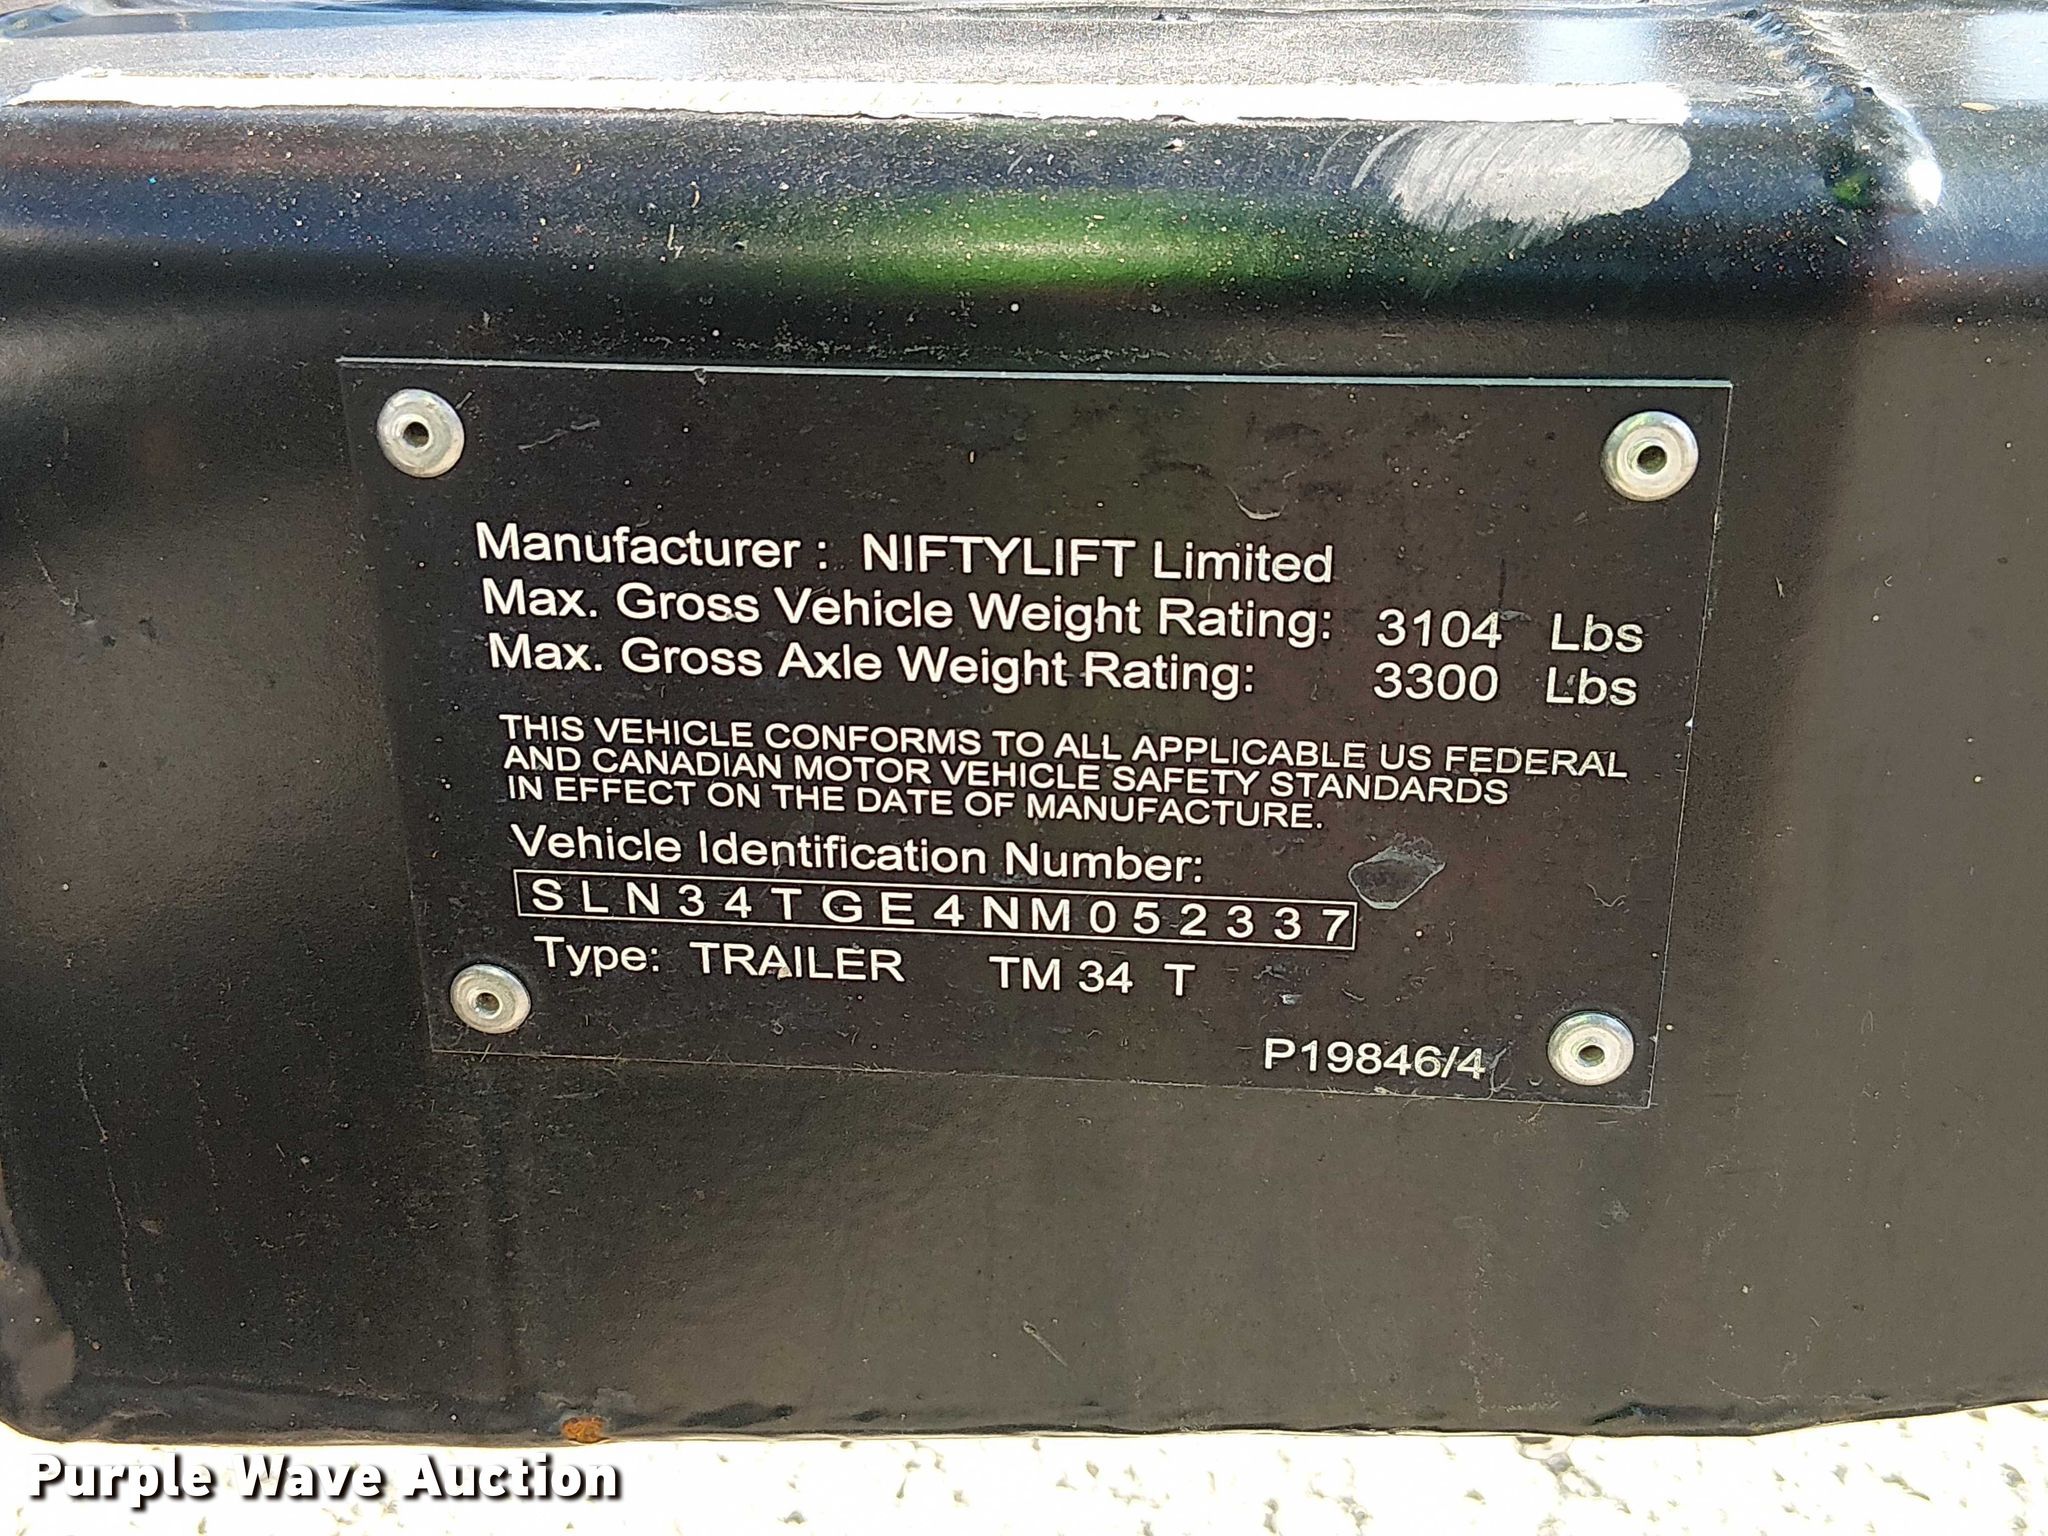 Manufacturer : NIFTYLIFT Limited
Max. Gross Vehicle Weight Rating: 3104 Lbs
Max. Gross Axle Weight Rating: 3300 Lbs
THIS VEHICLE CONFORMS TO ALL APPLICABLE US FEDERAL
AND CANADIAN MOTOR VEHICLE SAFETY STANDARDS
IN EFFECT ON THE DATE OF MANUFACTURE.
Vehicle Identification Number:
SLN34TGE4NM052337
Type: TRAILER TM 34 T
P19846/4
Purple Wave Auction